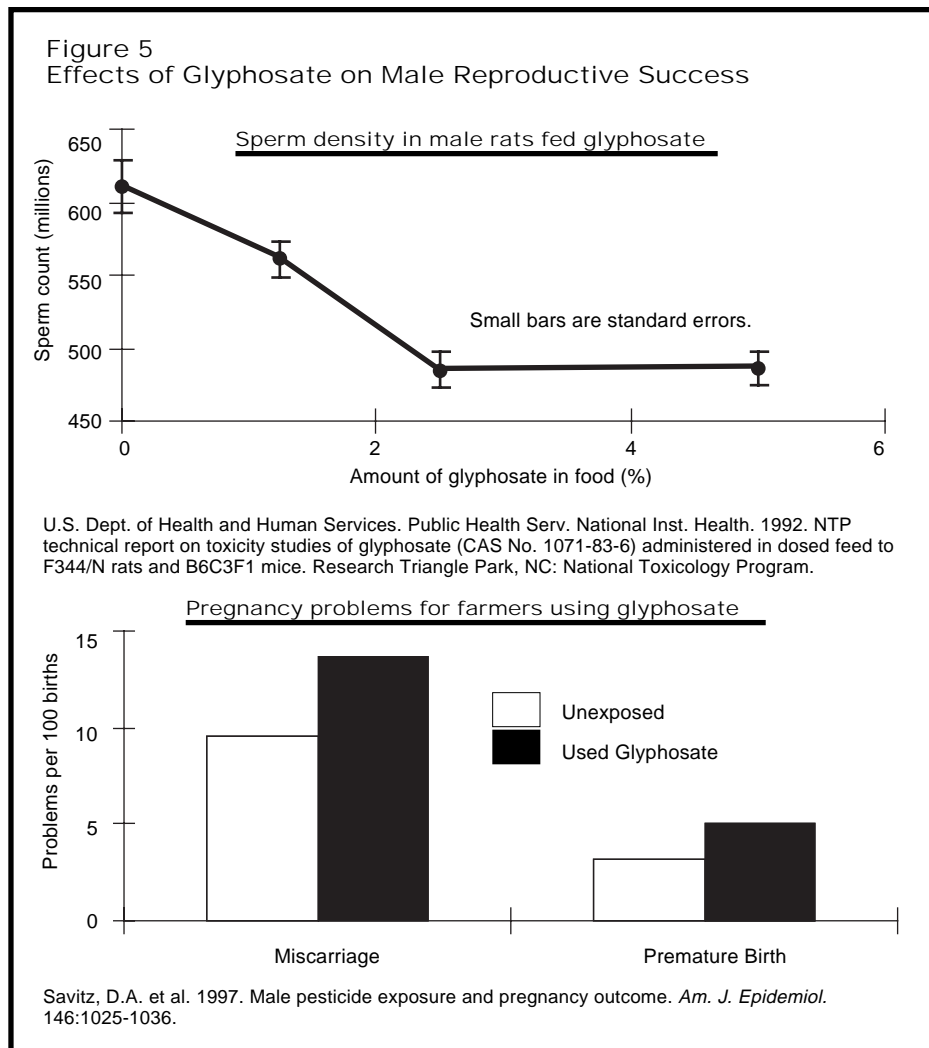 Figure 5
Effects of Glyphosate on Male Reproductive Success
Sperm density in male rats fed glyphosate
650
600
550
500
450
Sperm count (millions)
Small bars are standard errors.
0
2
4
6
Amount of glyphosate in food (%)
U.S. Dept. of Health and Human Services. Public Health Serv. National Inst. Health. 1992. NTP
technical report on toxicity studies of glyphosate (CAS No. 1071-83-6) administered in dosed feed to
F344/N rats and B6C3F1 mice. Research Triangle Park, NC: National Toxicology Program.
Pregnancy problems for farmers using glyphosate
15
10
5
0
Problems per 100 births
Unexposed
Used Glyphosate
Miscarriage
Premature Birth
Savitz, D.A. et al. 1997. Male pesticide exposure and pregnancy outcome. Am. J. Epidemiol.
146:1025-1036.